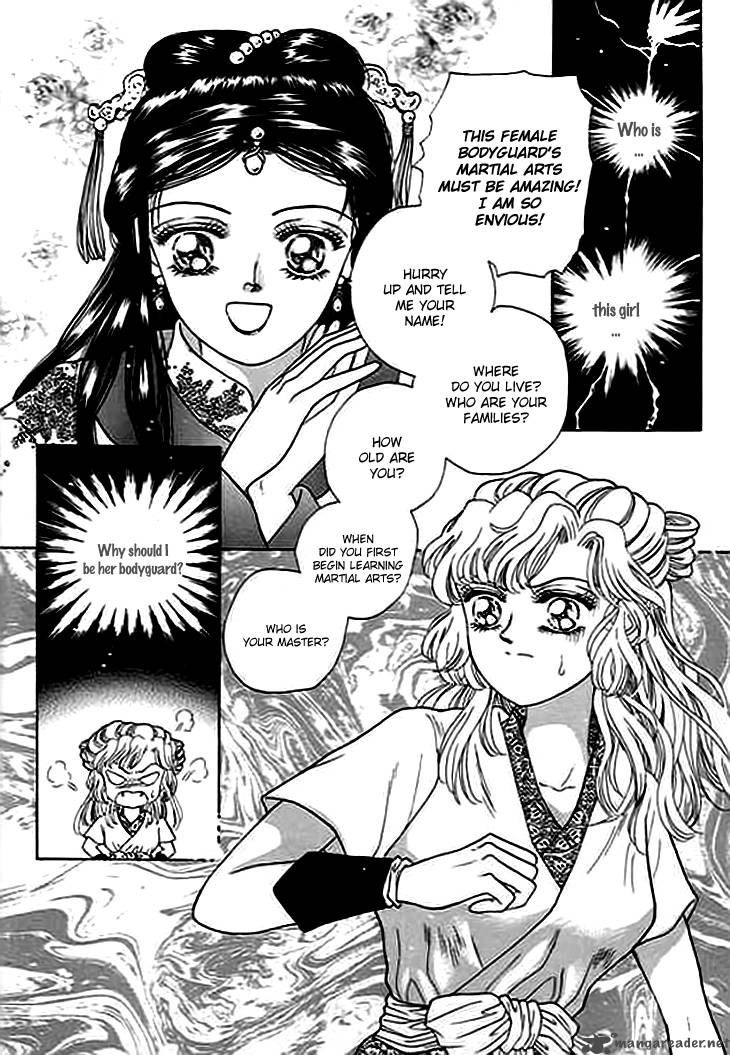 Who is
...
this girl
...
THIS FEMALE
BODYGUARD'S
MARTIAL ARTS
MUST BE AMAZING!
I AM SO
ENVIOUS!
HURRY
UP AND TELL
ME YOUR
NAME!
WHERE
DO YOU LIVE?
WHO ARE YOUR
FAMILIES?
HOW
OLD ARE
YOU?
WHEN
DID YOU FIRST
BEGIN LEARNING
MARTIAL ARTS?
WHO IS
YOUR MASTER?
Why should I
be her bodyguard?
mangareader.net